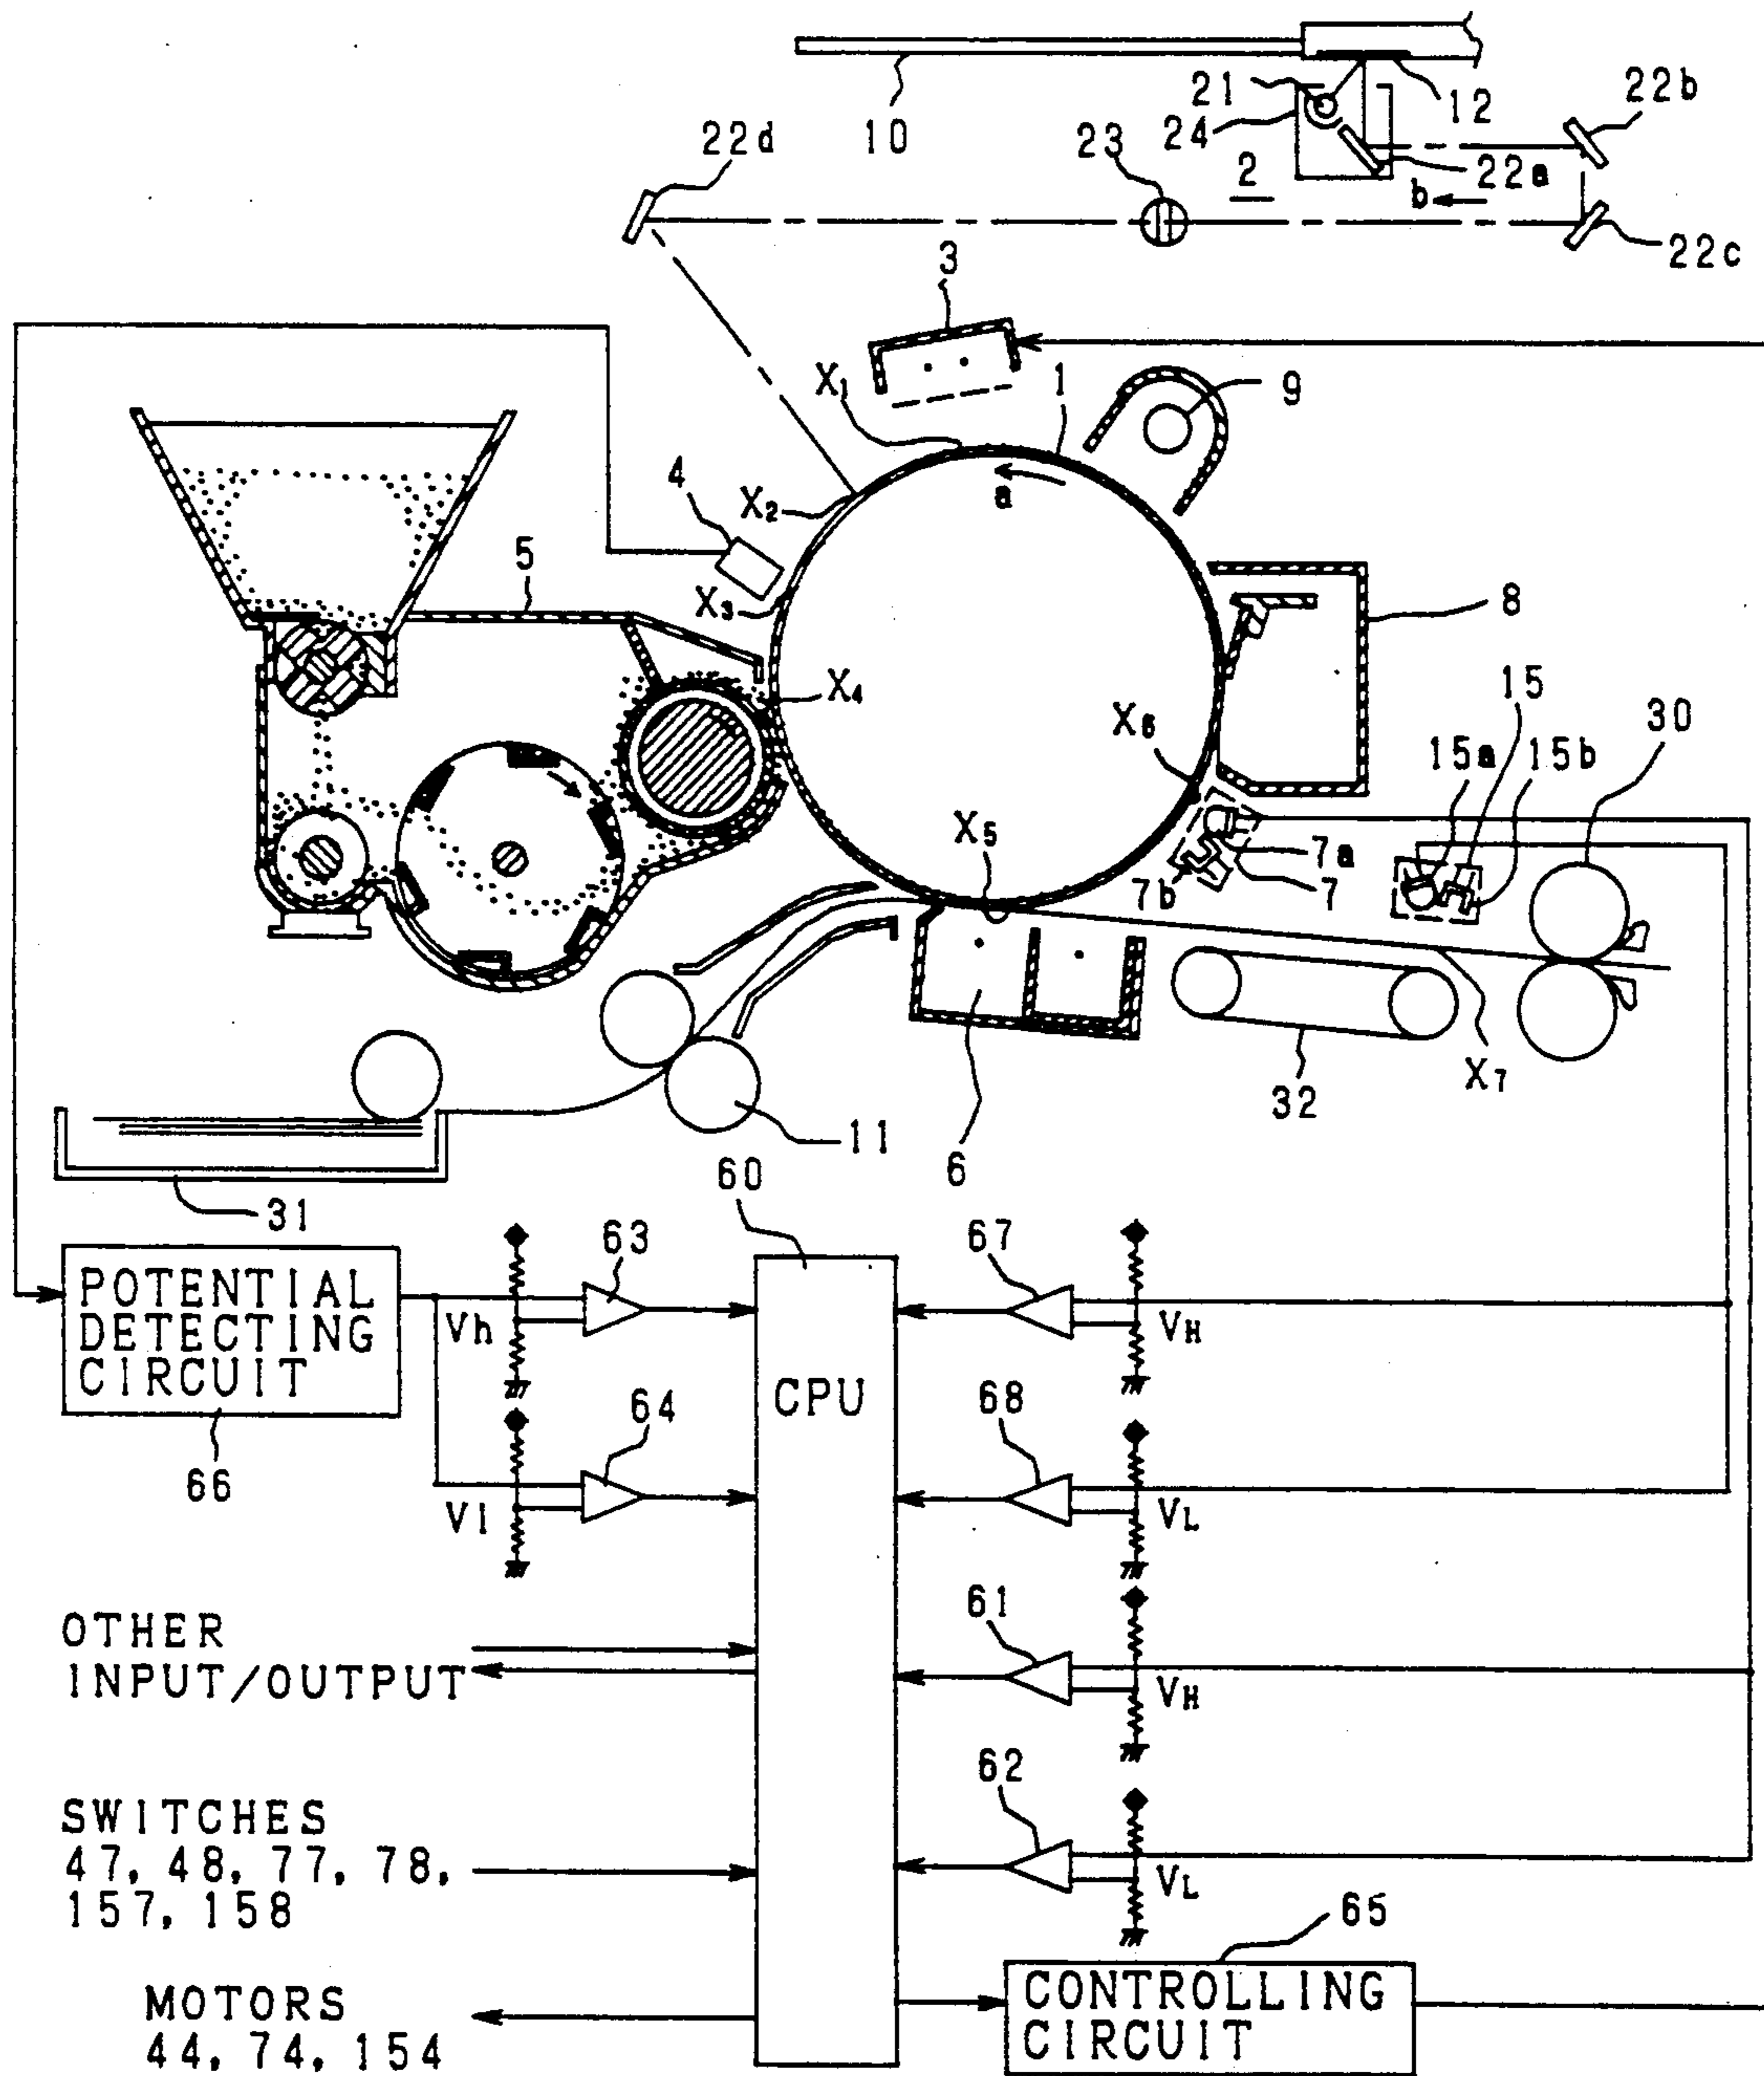 22b
21
12
24
10
22d
23
22a
2
b
22c
3
X1
1
9
a
4
X2
5
X3
8
X4
15
X6
30
15a
15b
X5
7a
7b
7
X7
32
11
6
60
31
63
67
POTENTIAL
DETECTING
CIRCUIT
Vh
VH
CPU
64
68
66
Vl
VL
61
OTHER
INPUT/OUTPUT
VH
62
SWITCHES
47, 48, 77, 78,
157, 158
VL
65
MOTORS
44, 74, 154
CONTROLLING
CIRCUIT